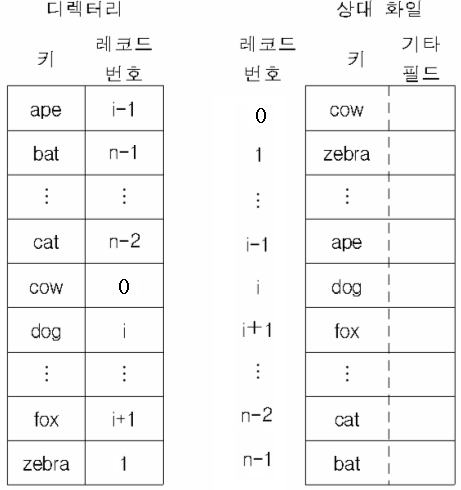 디렉터리 상대 화일
키 레코드 번호 레코드 번호 키 기타 필드
ape i-1 0 cow
bat n-1 1 zebra
⋮ ⋮ ⋮ ⋮
cat n-2 i-1 ape
cow 0 i dog
dog i i+1 fox
⋮ ⋮ ⋮ ⋮
fox i+1 n-2 cat
zebra 1 n-1 bat